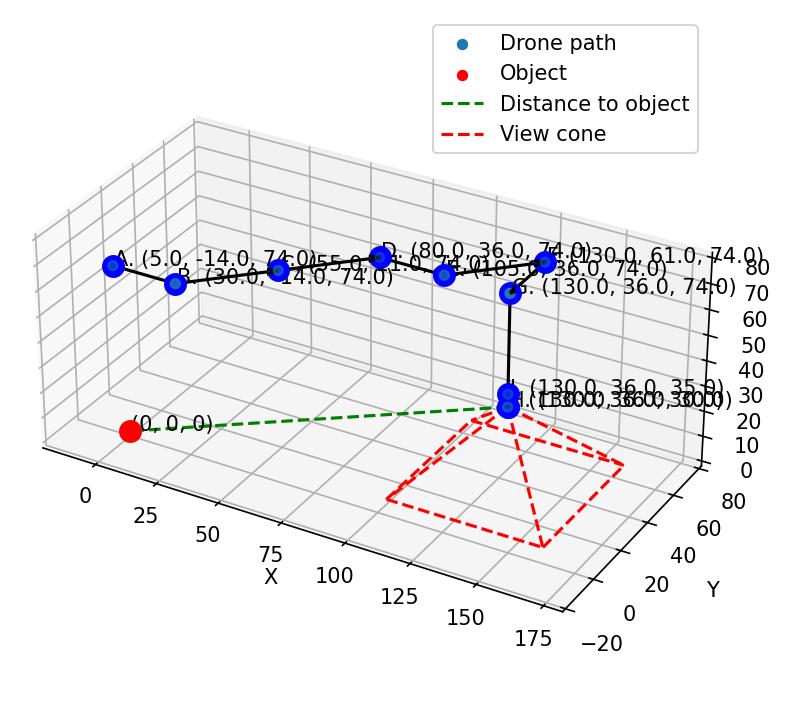 Drone path
Object
Distance to object
View cone
A. (5.0, -14.0, 74.0)
(30.0, -14.0, 74.0)
D. (80.0, 36.0, 74.0)
(130.0, 61.0, 74.0)
(105.0, 36.0, 74.0)
(130.0, 36.0, 74.0)
(130.0, 36.0, 35.0)
(0, 0, 0)
0
25
50
75
100
125
150
175
X
−20
0
20
40
60
80
Y
0
10
20
30
40
50
60
70
80